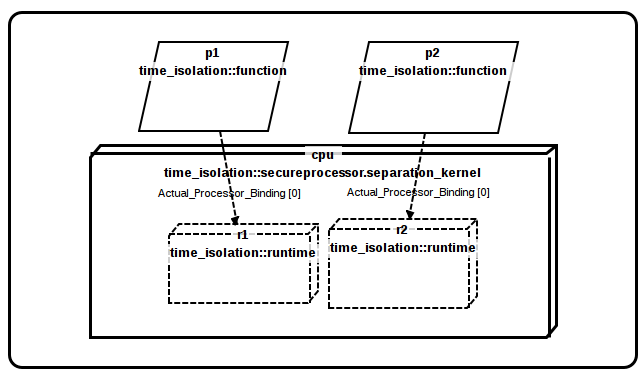 p1
time_isolation::function
p2
time_isolation::function
cpu
time_isolation::secureprocessor.separation_kernel
Actual_Processor_Binding [0]
Actual_Processor_Binding [0]
r1
time_isolation::runtime
r2
time_isolation::runtime